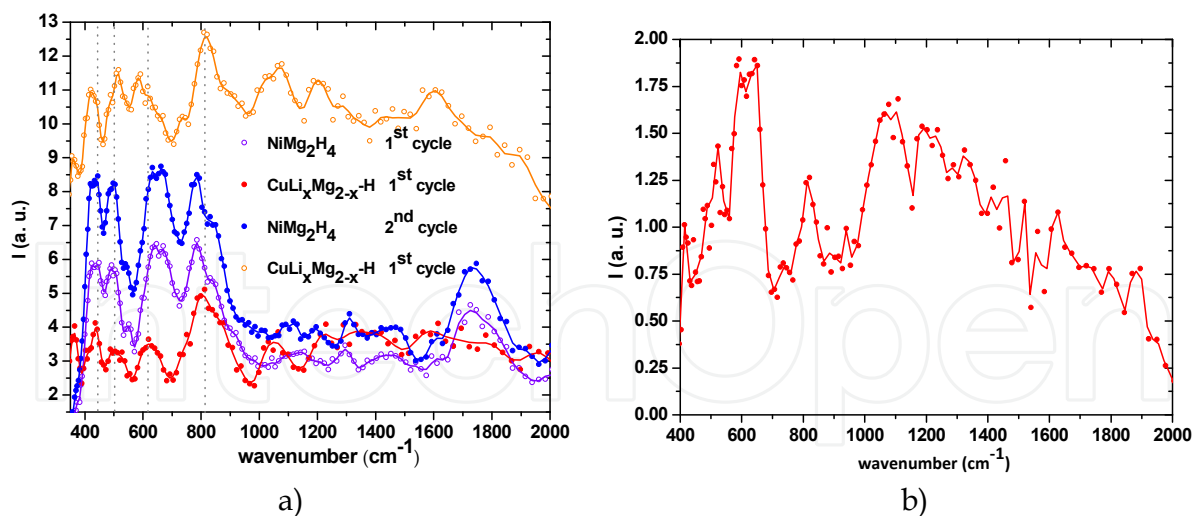 13
12
11
10
9
8
7
6
5
4
3
2
I (a. u.)
400 600 800 1000 1200 1400 1600 1800 2000
wavenumber (cm⁻¹)
NiMg₂H₄ 1ˢᵗ cycle
CuLiₓMg₂₋ₓ-H 1ˢᵗ cycle
NiMg₂H₄ 2ⁿᵈ cycle
CuLiₓMg₂₋ₓ-H 1ˢᵗ cycle
a)
2.00
1.75
1.50
1.25
1.00
0.75
0.50
0.25
0.00
I (a. u.)
400 600 800 1000 1200 1400 1600 1800 2000
wavenumber (cm⁻¹)
b)
IntechOpen